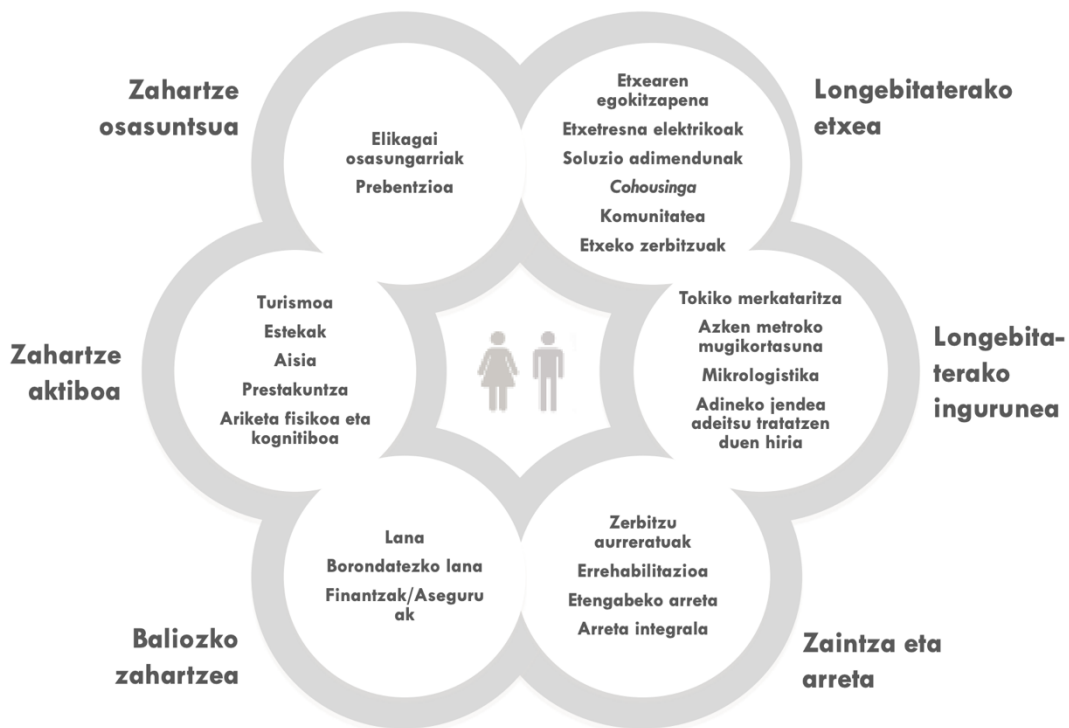 Zahartze
osasuntsua
Elikagai
osasungarriak
Prebentzioa
Etxearen
egokitzapena
Etxetresna elektrikoak
Soluzio adimendunak
Cohousinga
Komunitatea
Etxeko zerbitzuak
Longebitaterako
etxea
Zahartze
aktiboa
Turismoa
Estekak
Aisia
Prestakuntza
Ariketa fisikoa eta
kognitiboa
Tokiko merkataritza
Azken metroko
mugikortasuna
Mikrologistika
Adineko jendea
adeitsu tratatzen
duen hiria
Longebita-
terako
ingurunea
Baliozko
zahartzea
Lana
Borondatezko lana
Finantzak/Aseguru
ak
Zerbitzu
aurreratuak
Errehabilitazioa
Etengabeko arreta
Arreta integrala
Zaintza eta
arreta